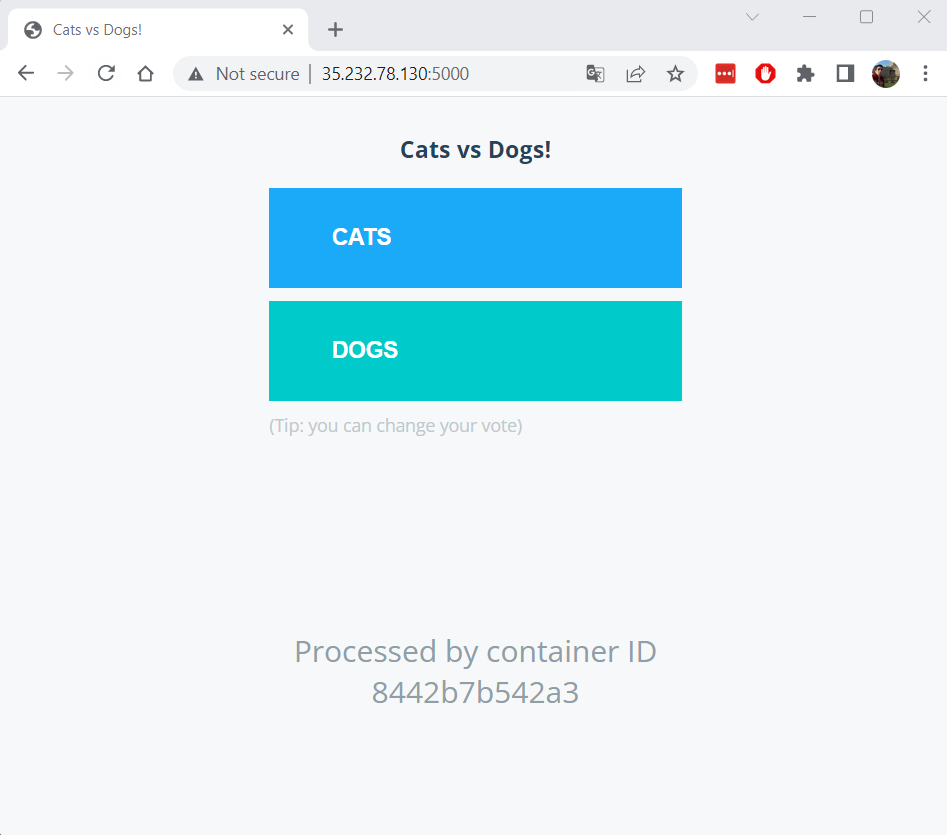 Cats vs Dogs!
Not secure | 35.232.78.130:5000
Cats vs Dogs!
CATS
DOGS
(Tip: you can change your vote)
Processed by container ID
8442b7b542a3